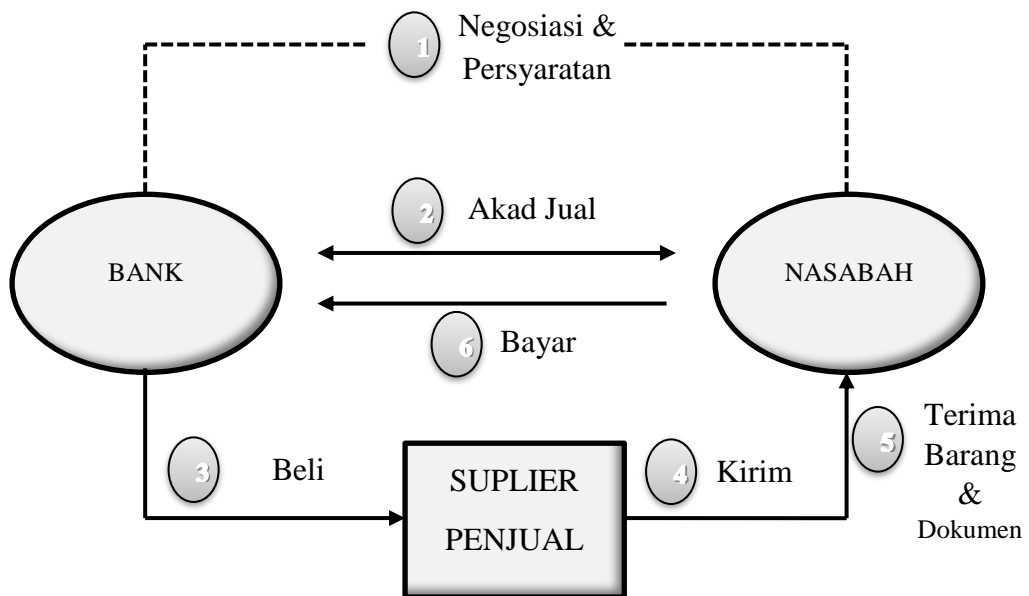 1
Negosiasi &
Persyaratan
2
Akad Jual
BANK
NASABAH
6
Bayar
3
Beli
SUPLIER
PENJUAL
4
Kirim
5
Terima
Barang
&
Dokumen